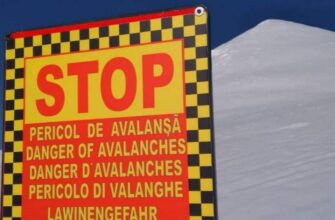 STOP
PERICOL DE AVALANŞĂ
DANGER OF AVALANCHES
DANGER D`AVALANCHES
PERICOLO DI VALANGHE
LAWINENGEFAHR